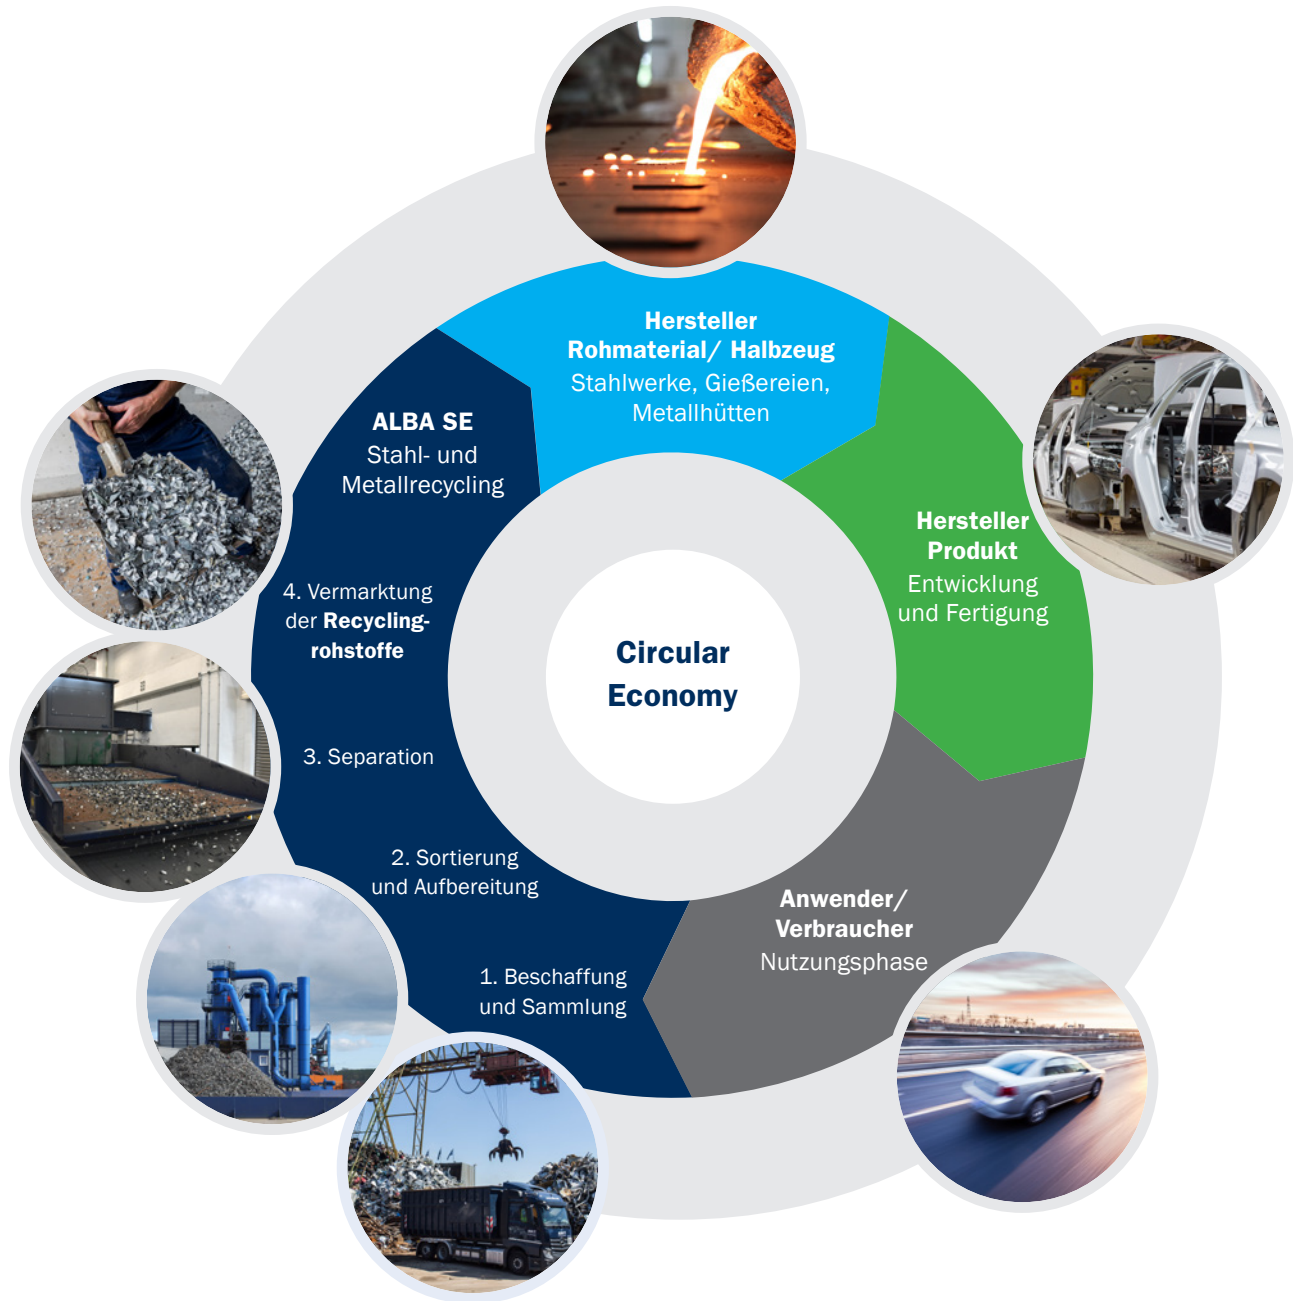 Hersteller
Rohmaterial/ Halbzeug
Stahlwerke, Gießereien,
Metallhütten
Hersteller
Produkt
Entwicklung
und Fertigung
Anwender/
Verbraucher
Nutzungsphase
1. Beschaffung
und Sammlung
2. Sortierung
und Aufbereitung
3. Separation
4. Vermarktung
der Recycling-
rohstoffe
ALBA SE
Stahl- und
Metallrecycling
Circular
Economy